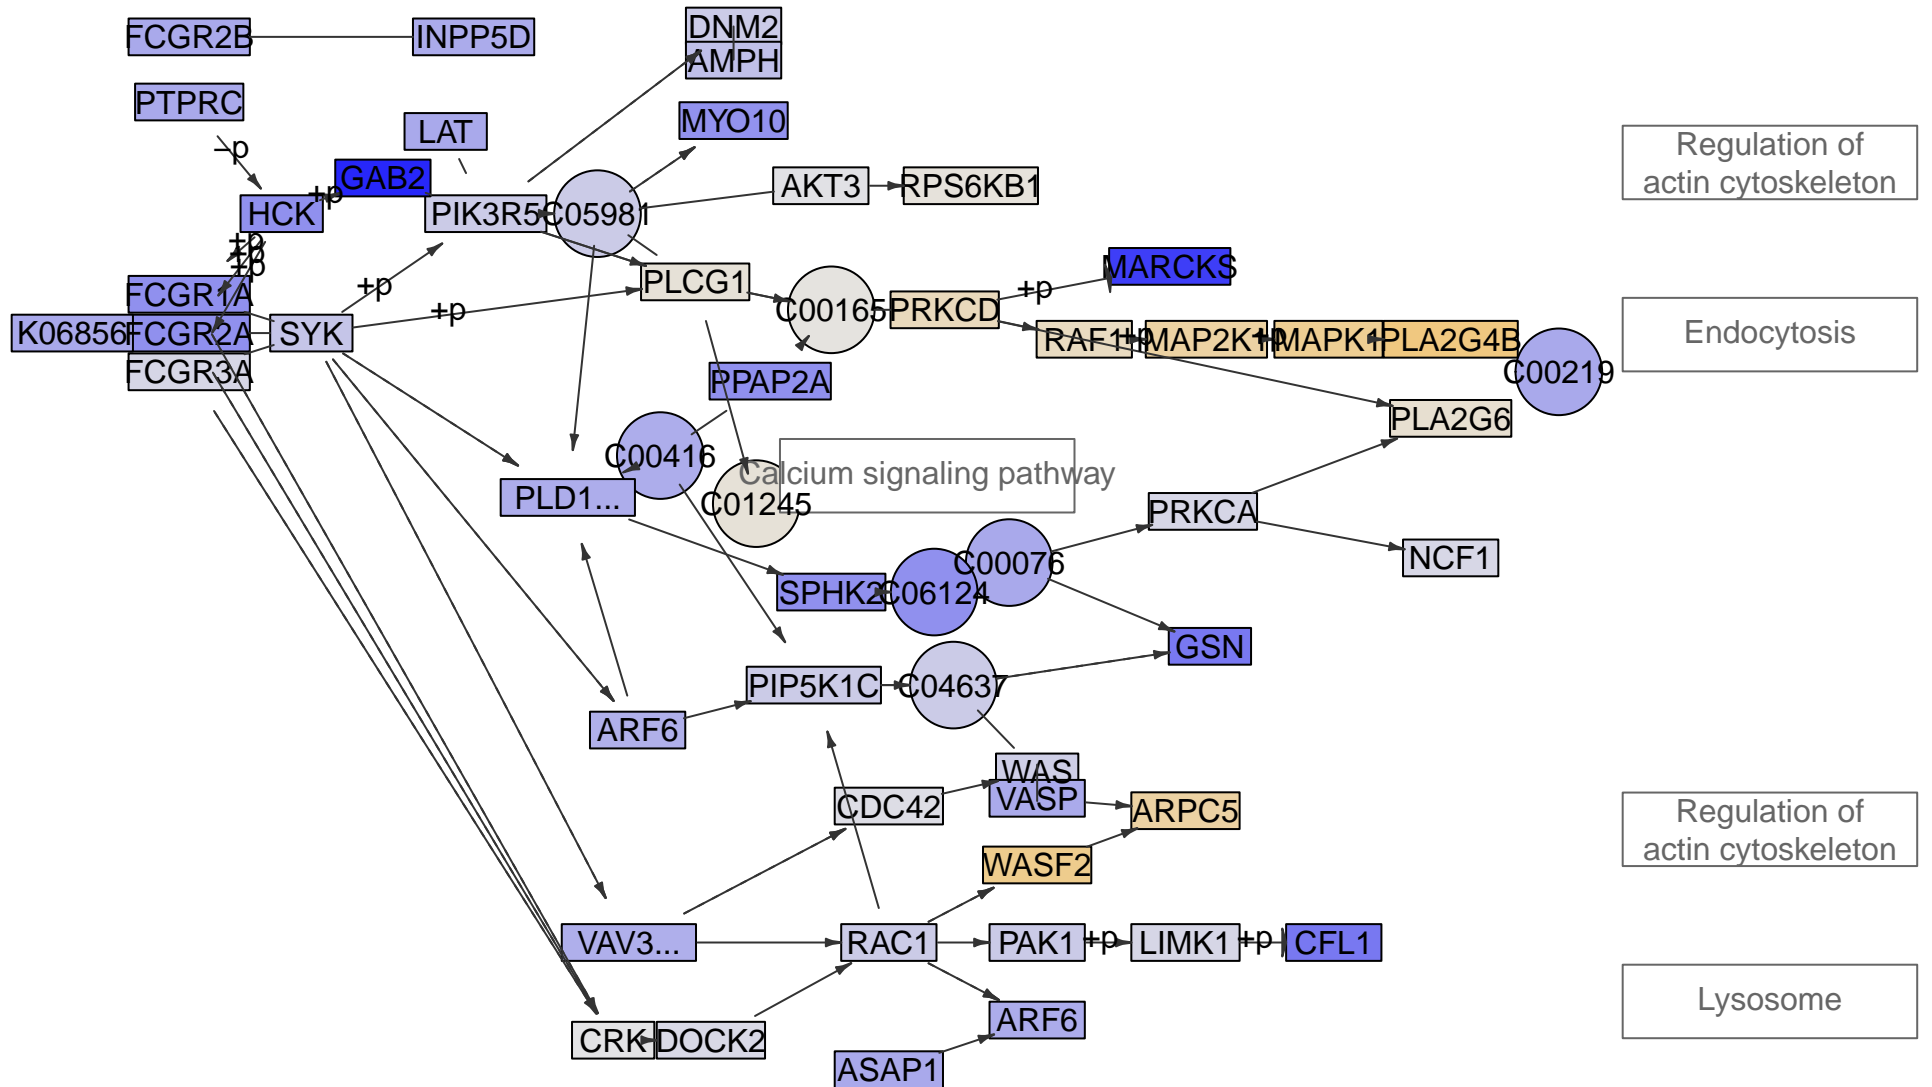 FCGR2B
INPP5D
DNM2
AMPH
PTPRC
MYO10
LAT
Regulation of
actin cytoskeleton
−p
GAB2
+p
HCK
PIK3R5
C05981
AKT3
RPS6KB1
+p
+p
+p
FCGR1A
+p
PLCG1
C00165
PRKCD
+p
MARCKS
K06856
FCGR2A
SYK
+p
RAF1
+p
MAP2K1
+p
MAPK1
PLA2G4B
Endocytosis
FCGR3A
PPAP2A
C00219
PLA2G6
C00416
Calcium signaling pathway
PLD1...
C01245
PRKCA
NCF1
C00076
SPHK2
C06124
GSN
PIP5K1C
C04637
ARF6
WAS
VASP
CDC42
ARPC5
Regulation of
actin cytoskeleton
WASF2
VAV3...
RAC1
PAK1
+p
LIMK1
+p
CFL1
Lysosome
ARF6
CRK
DOCK2
ASAP1